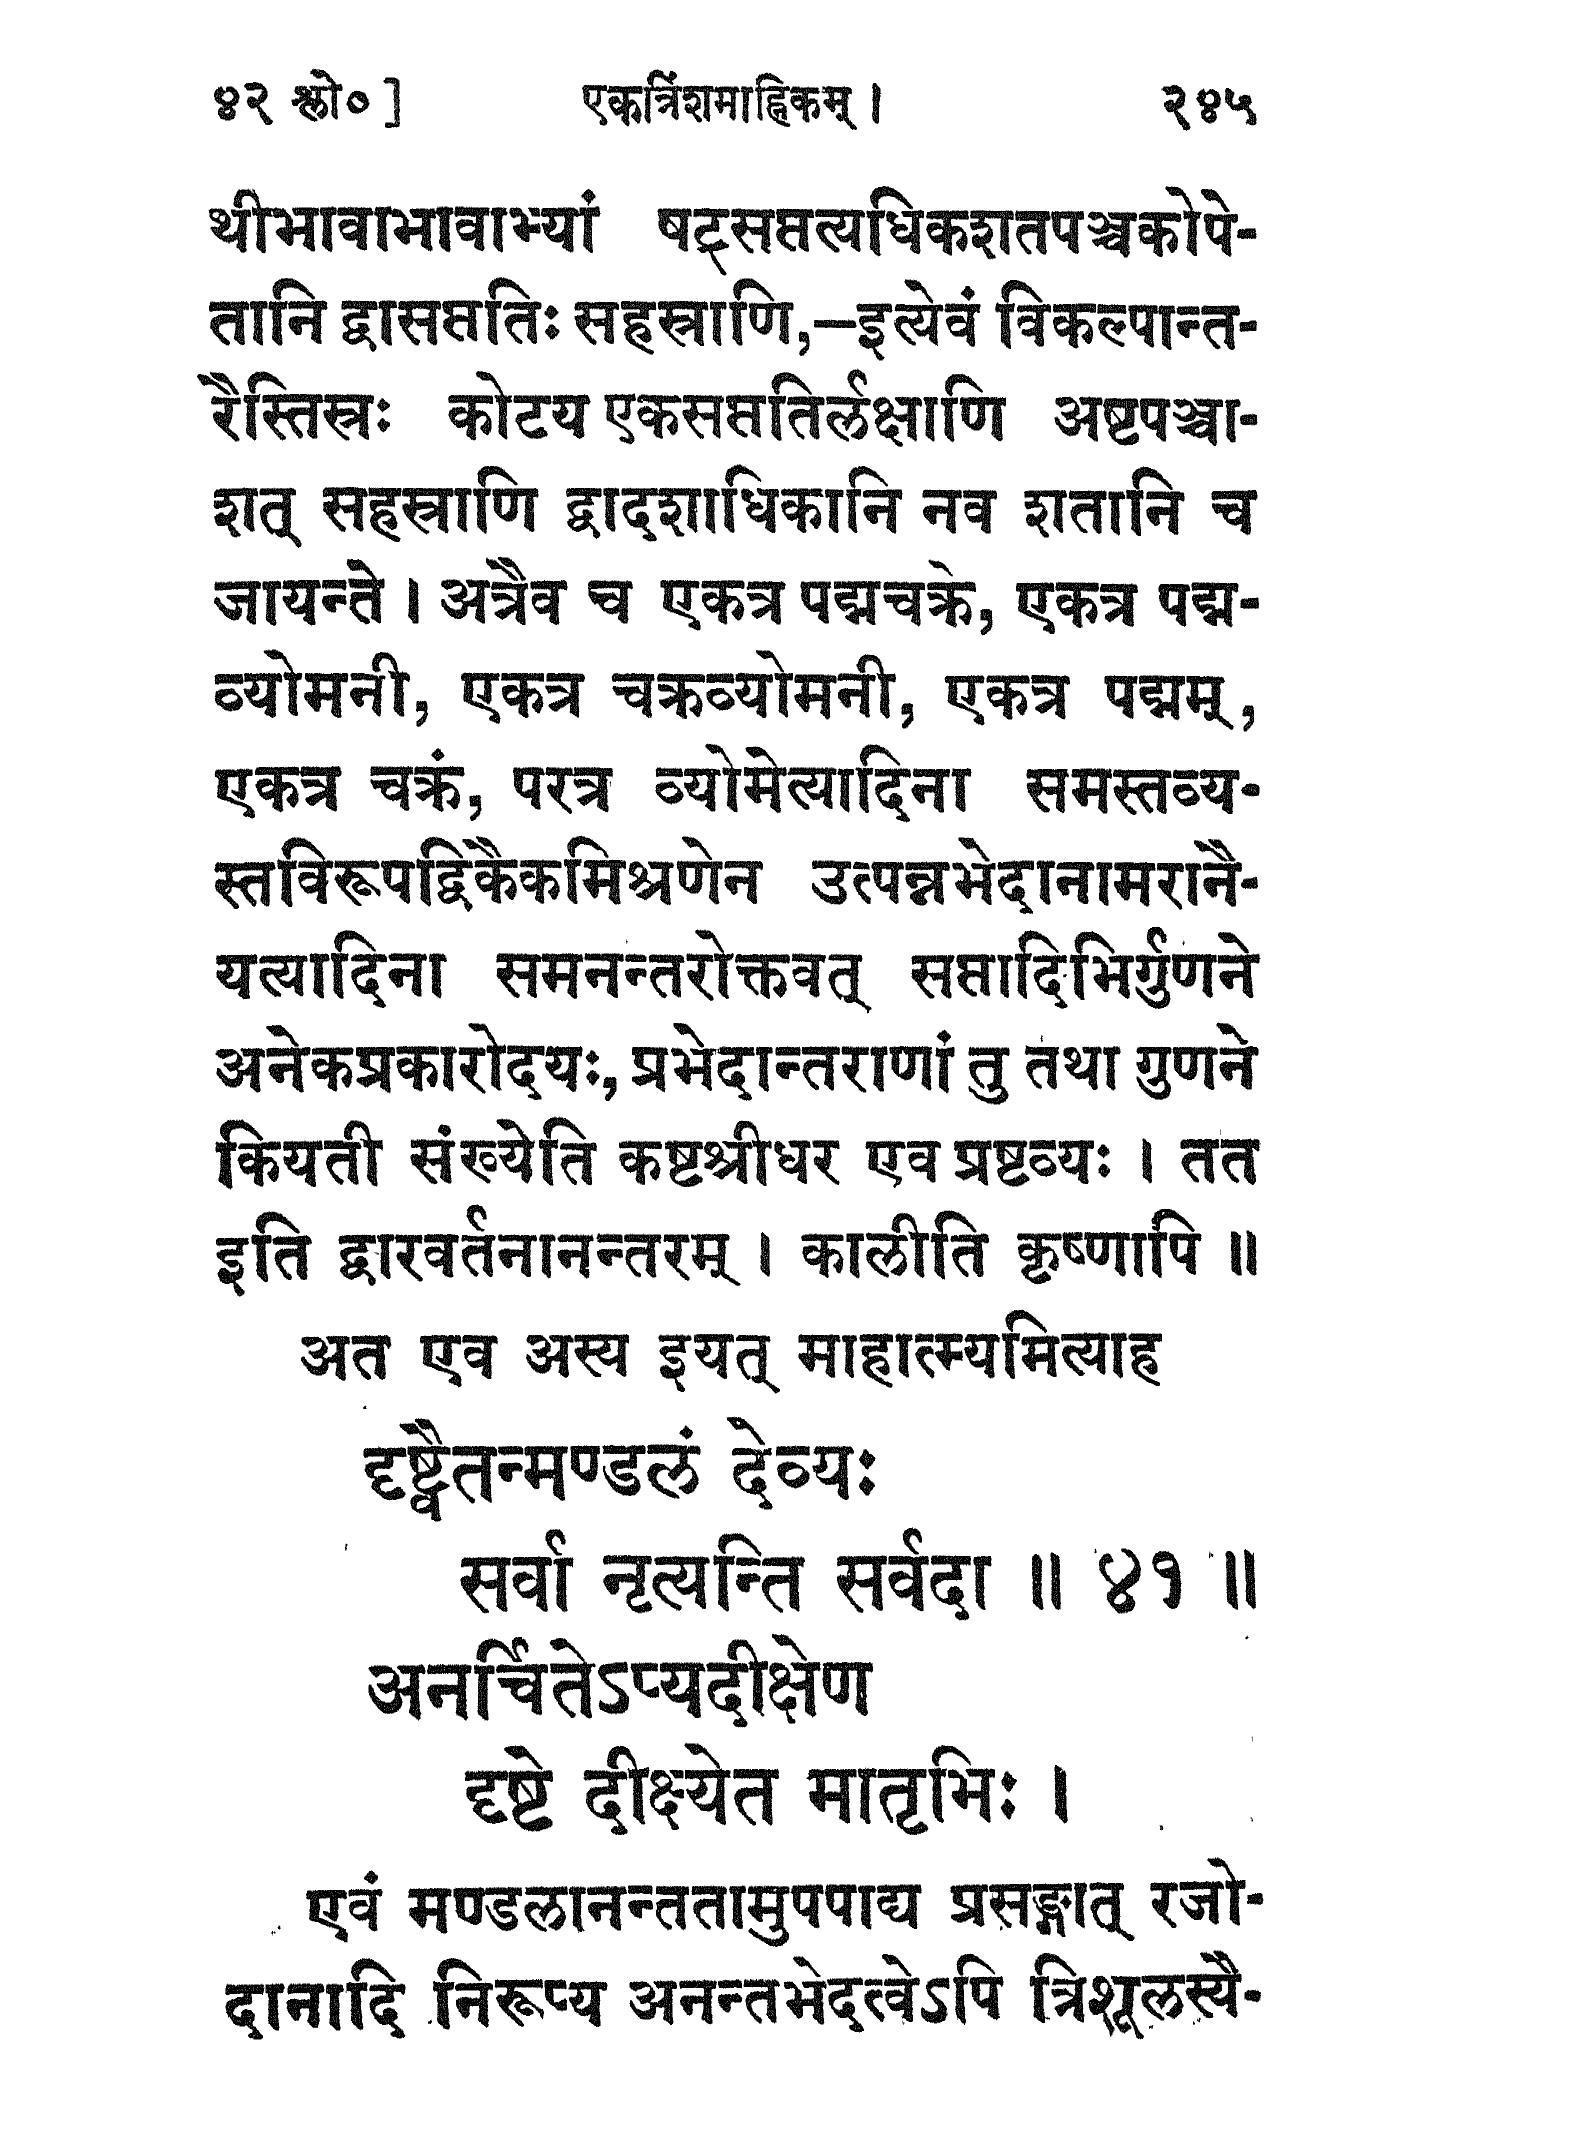 ४२ श्लो० ] एकत्रिंशमाह्निकम् । २४५
थीभावाभावाभ्यां षट्सप्तत्यधिकशतपञ्चकोपे-
तानि द्वासप्ततिः सहस्राणि,—इत्येवं विकल्पान्त-
रैस्तिस्रः कोटय एकसप्ततिर्लक्षाणि अष्टपञ्चा-
शत् सहस्राणि द्वादशाधिकानि नव शतानि च
जायन्ते । अत्रैव च एकत्र पद्मचक्रे, एकत्र पद्म-
व्योमनी, एकत्र चक्रव्योमनी, एकत्र पद्मम्,
एकत्र चक्रं, परत्र व्योमेत्यादिना समस्तव्य-
स्तविरूपद्विकैकमिश्रणेन उत्पन्नभेदानामरानै-
यत्यादिना समनन्तरोक्तवत् सप्तादिभिर्गुणने
अनेकप्रकारोदयः, प्रभेदान्तराणां तु तथा गुणने
कियती संख्येति कष्टश्रीधर एव प्रष्टव्यः । तत
इति द्वारवर्तनानन्तरम् । कालीति कृष्णापि ॥
अत एव अस्य इयत् माहात्म्यमित्याह
दृष्ट्वैतन्मण्डलं देव्यः
सर्वा नृत्यन्ति सर्वदा ॥ ४१ ॥
अनर्चितेऽप्यदीक्षेण
दृष्टे दीक्ष्येत मातृभिः ।
एवं मण्डलानन्ततामुपपाद्य प्रसङ्गात् रजो-
दानादि निरूप्य अनन्तभेदत्वेऽपि त्रिशूलस्यै-